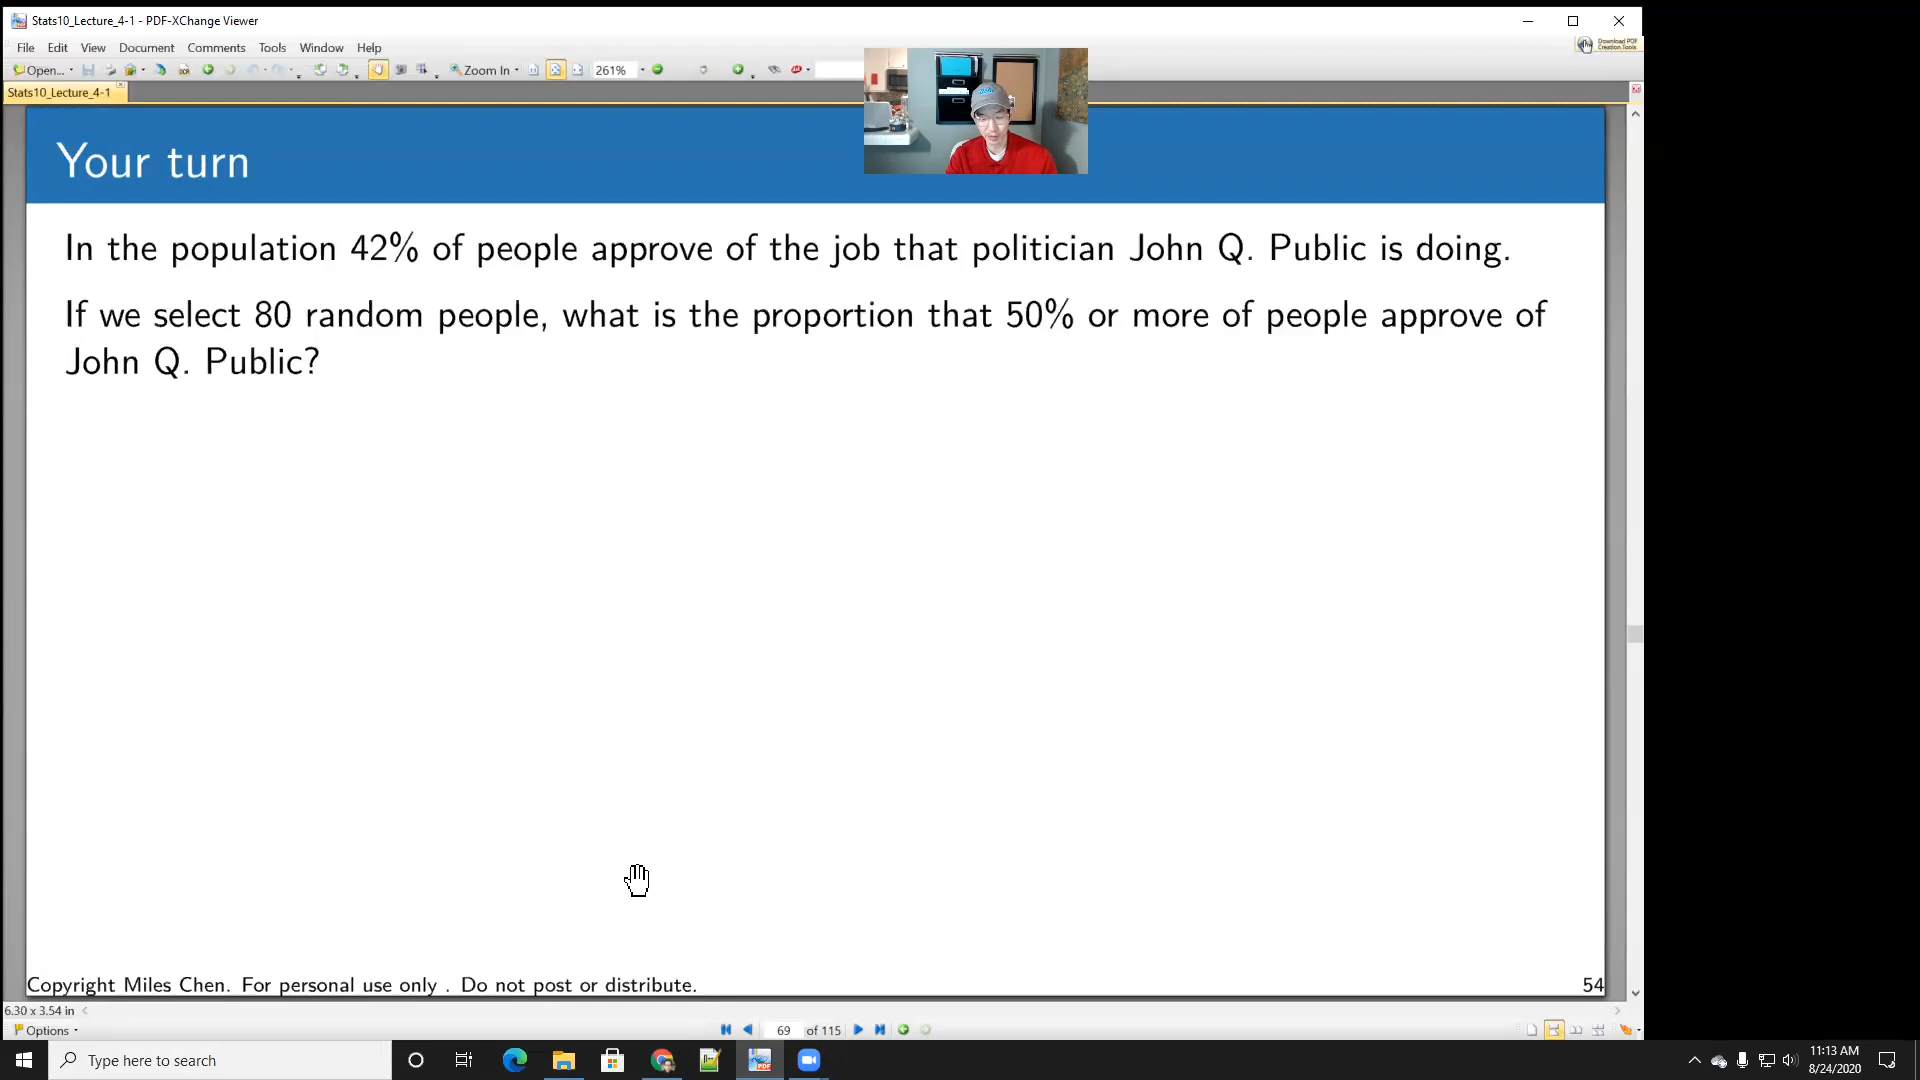 Stats10_Lecture_4-1 - PDF-XChange Viewer
File Edit View Document Comments Tools Window Help
Download PDF
Creation Tools
Open... Zoom In 261%
Stats10_Lecture_4-1
Your turn
In the population 42% of people approve of the job that politician John Q. Public is doing.
If we select 80 random people, what is the proportion that 50% or more of people approve of
John Q. Public?
Copyright Miles Chen. For personal use only . Do not post or distribute.
54
6.30 x 3.54 in
Options
69 of 115
Type here to search
11:13 AM
8/24/2020